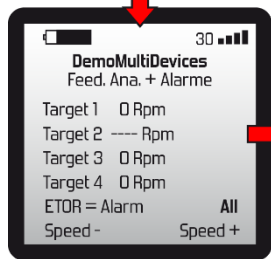 30
DemoMultiDevices
Feed. Ana. + Alarme
Target 1 0 Rpm
Target 2 ---- Rpm
Target 3 0 Rpm
Target 4 0 Rpm
ETOR = Alarm All
Speed - Speed +